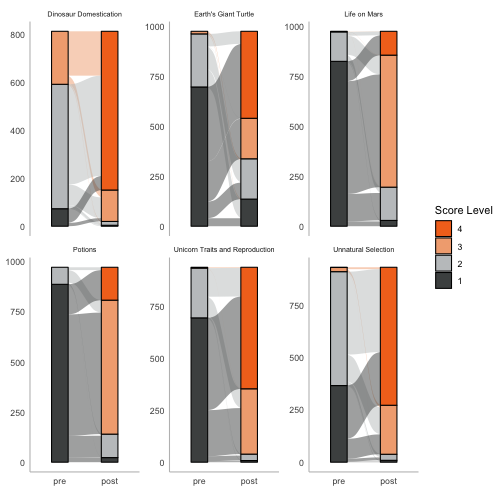 Dinosaur Domestication
Earth's Giant Turtle
Life on Mars
800
600
400
200
0
1000
750
500
250
0
1000
750
500
250
0
Score Level
4
3
2
1
Potions
Unicorn Traits and Reproduction
Unnatural Selection
1000
750
500
250
0
750
500
250
0
750
500
250
0
pre
post
pre
post
pre
post